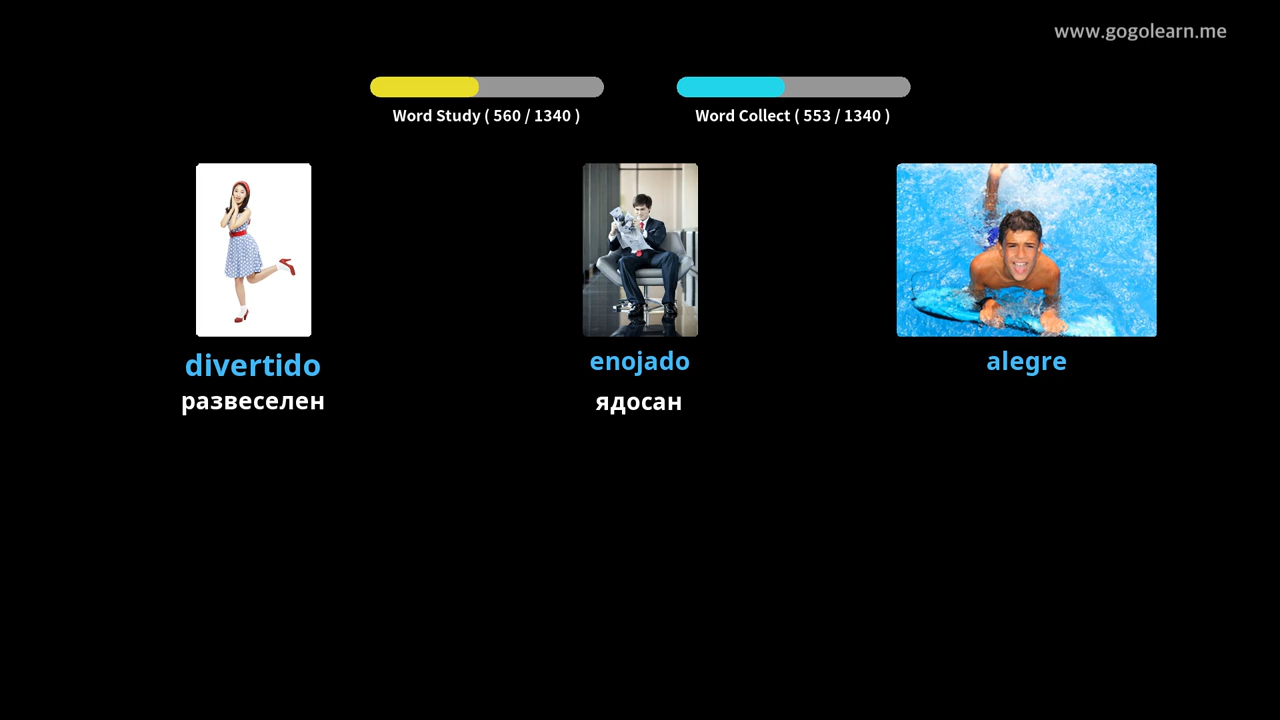 www.gogolearn.me
Word Study ( 560 / 1340 )
Word Collect ( 553 / 1340 )
divertido
развеселен
enojado
ядосан
alegre